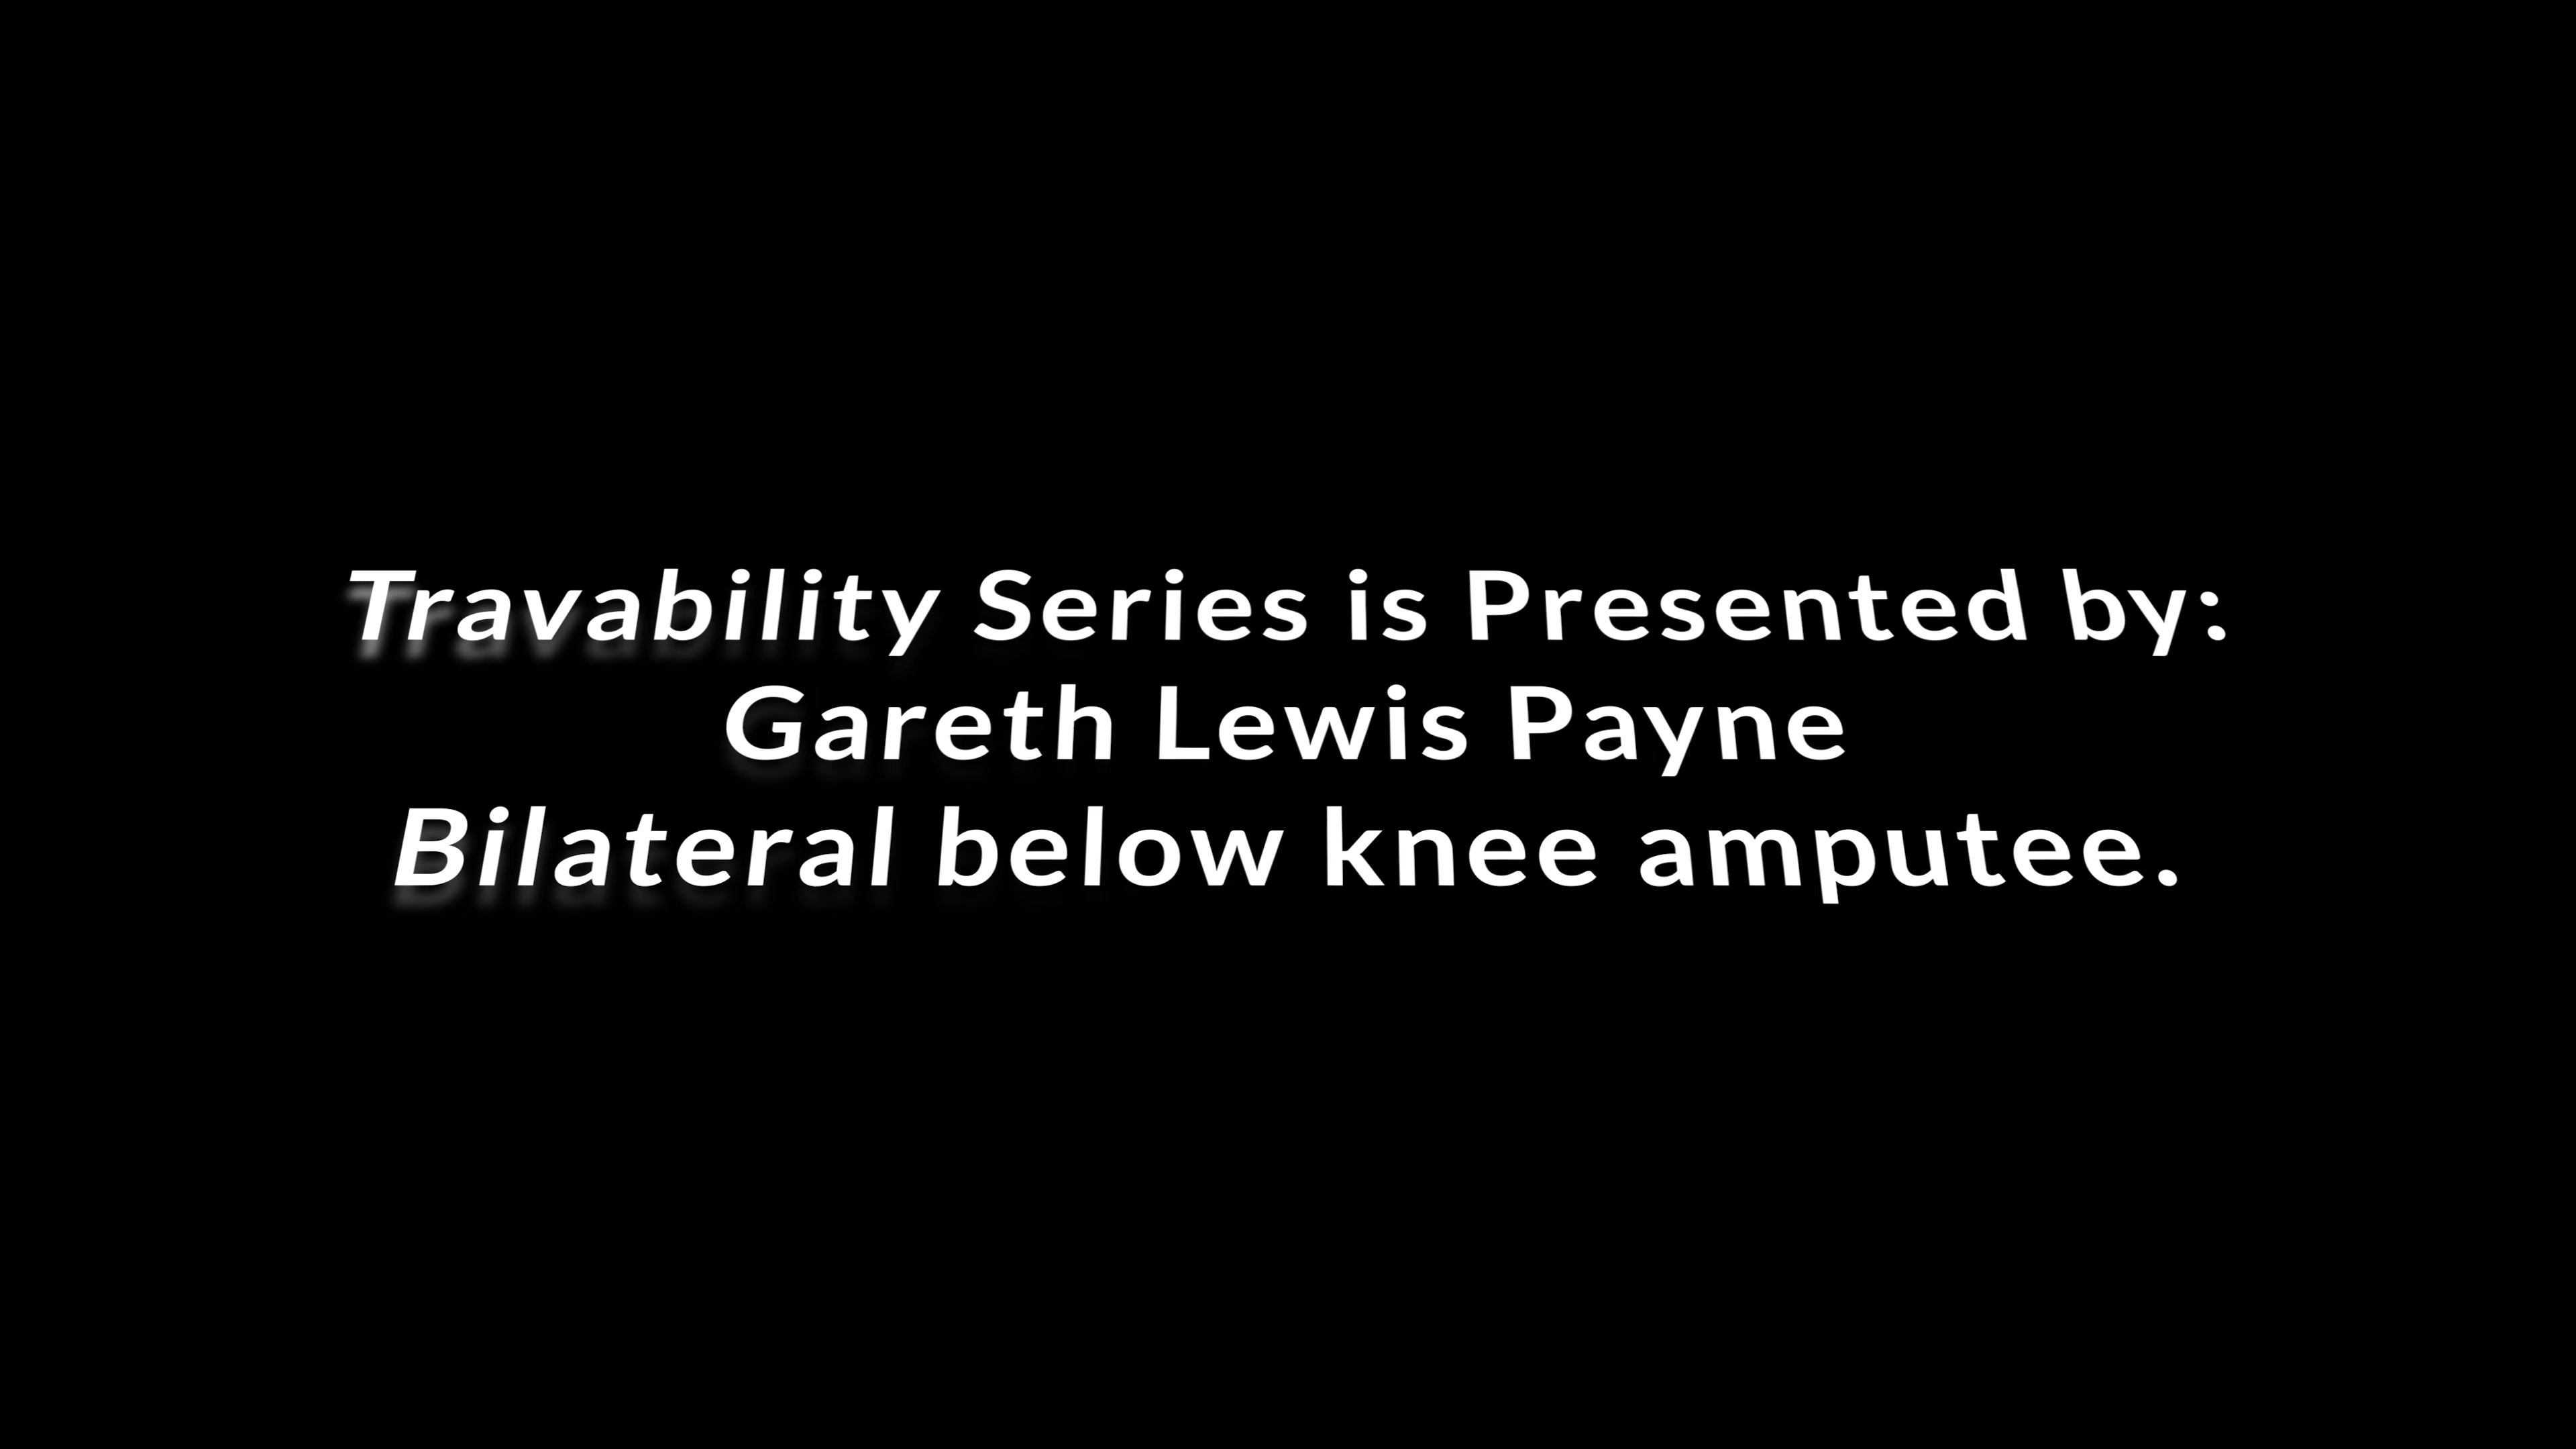 Travability Series is Presented by:
Gareth Lewis Payne
Bilateral below knee amputee.